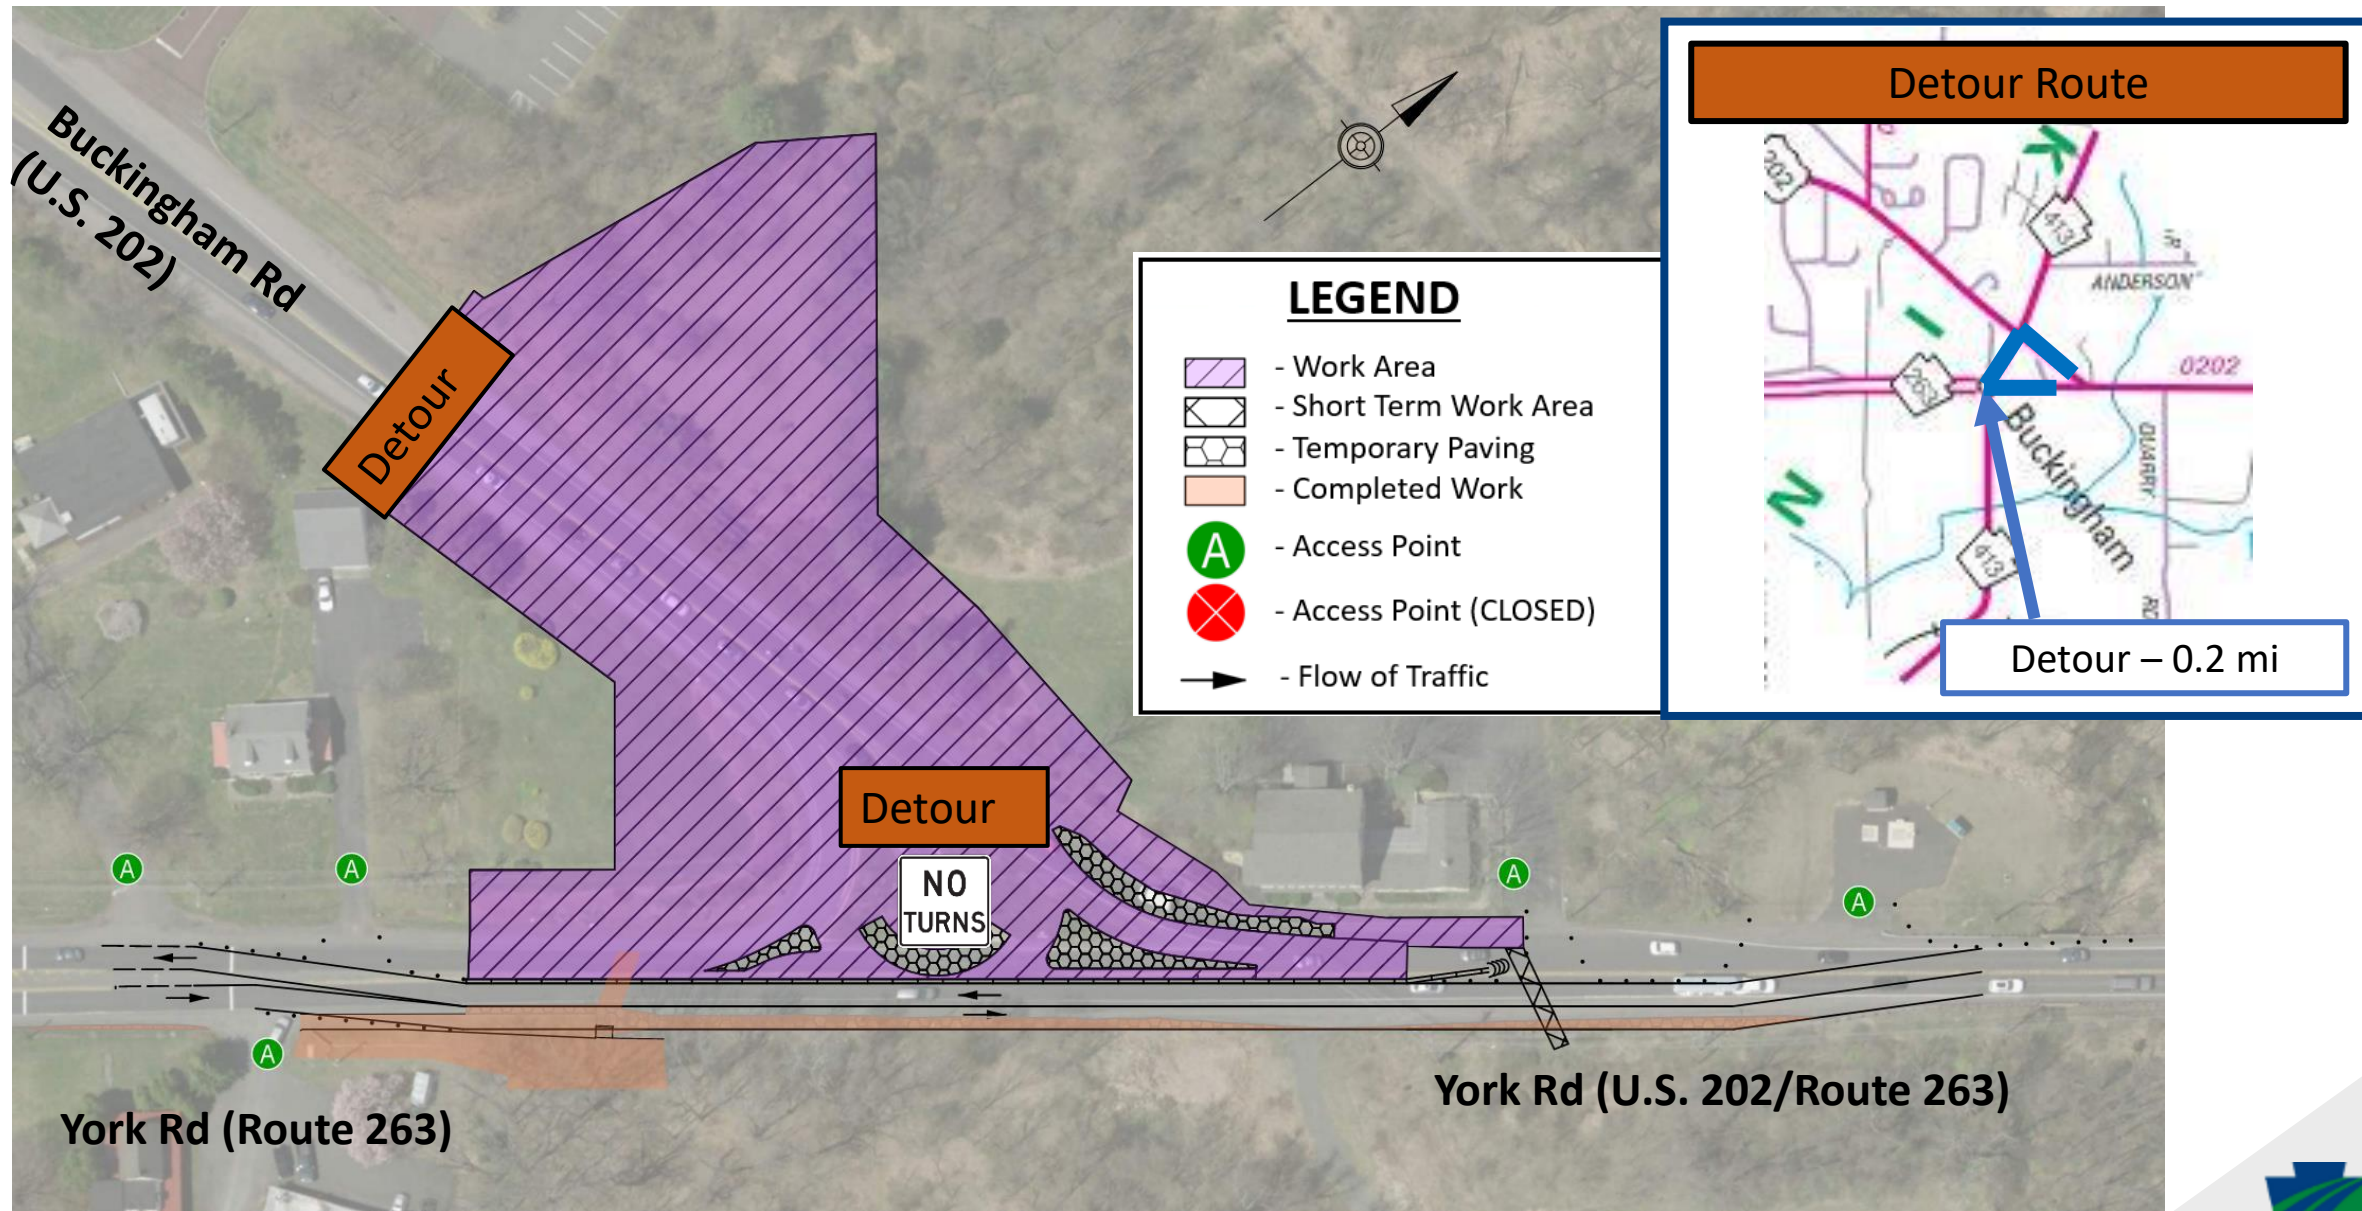 Buckingham Rd
(U.S. 202)
Detour
Detour
NO
TURNS
A
A
A
A
A
York Rd (Route 263)
York Rd (U.S. 202/Route 263)
LEGEND
- Work Area
- Short Term Work Area
- Temporary Paving
- Completed Work
A - Access Point
- Access Point (CLOSED)
- Flow of Traffic
Detour Route
202
K
413
ANDERSON
I
0202
263
Buckingham
QUARRY
RD
N
413
Detour – 0.2 mi